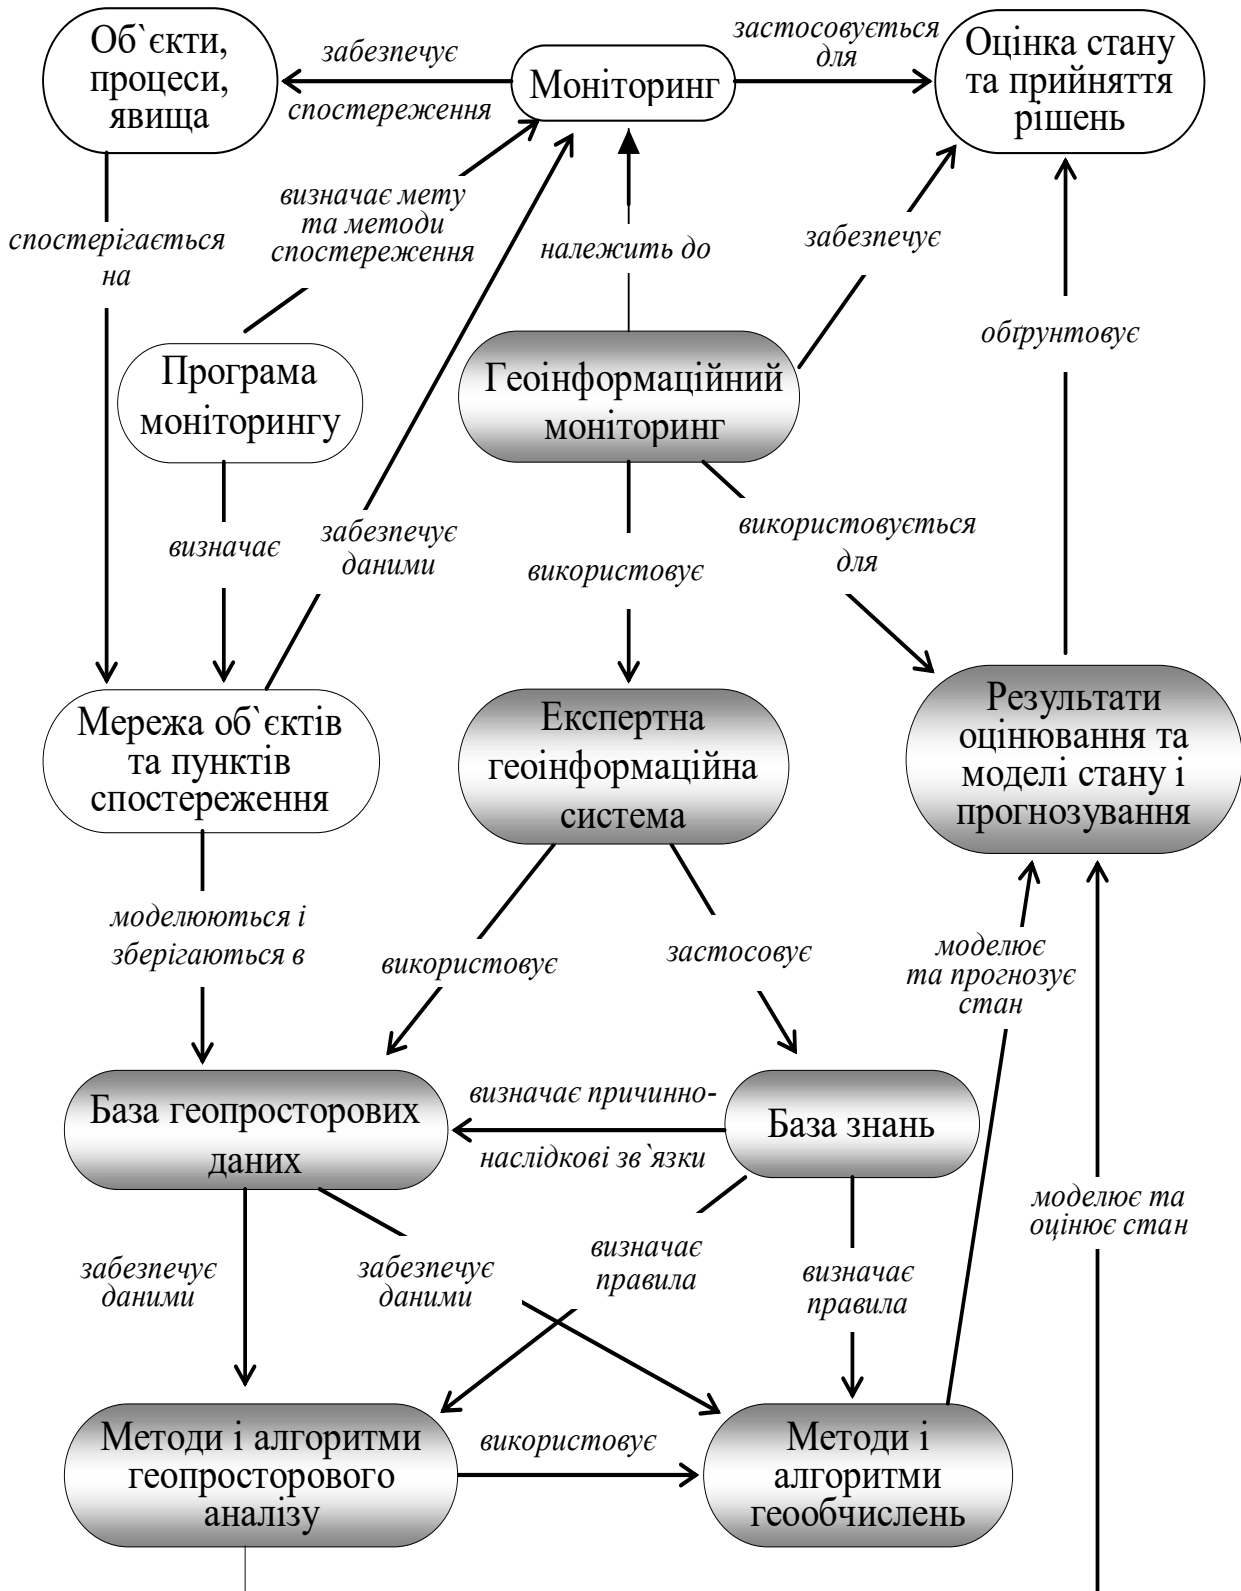 Об`єкти,
процеси,
явища
забезпечує
спостереження
Моніторинг
застосовується
для
Оцінка стану
та прийняття
рішень
спостерігається
на
визначає мету
та методи
спостереження
належить до
забезпечує
обґрунтовує
Програма
моніторингу
Геоінформаційний
моніторинг
визначає
забезпечує
даними
використовує
використовується
для
Мережа об`єктів
та пунктів
спостереження
Експертна
геоінформаційна
система
Результати
оцінювання та
моделі стану і
прогнозування
моделюються і
зберігаються в
використовує
застосовує
моделює
та прогнозує
стан
База геопросторових
даних
визначає причинно-
наслідкові зв`язки
База знань
забезпечує
даними
забезпечує
даними
визначає
правила
визначає
правила
моделює та
оцінює стан
Методи і алгоритми
геопросторового
аналізу
використовує
Методи і
алгоритми
геообчислень